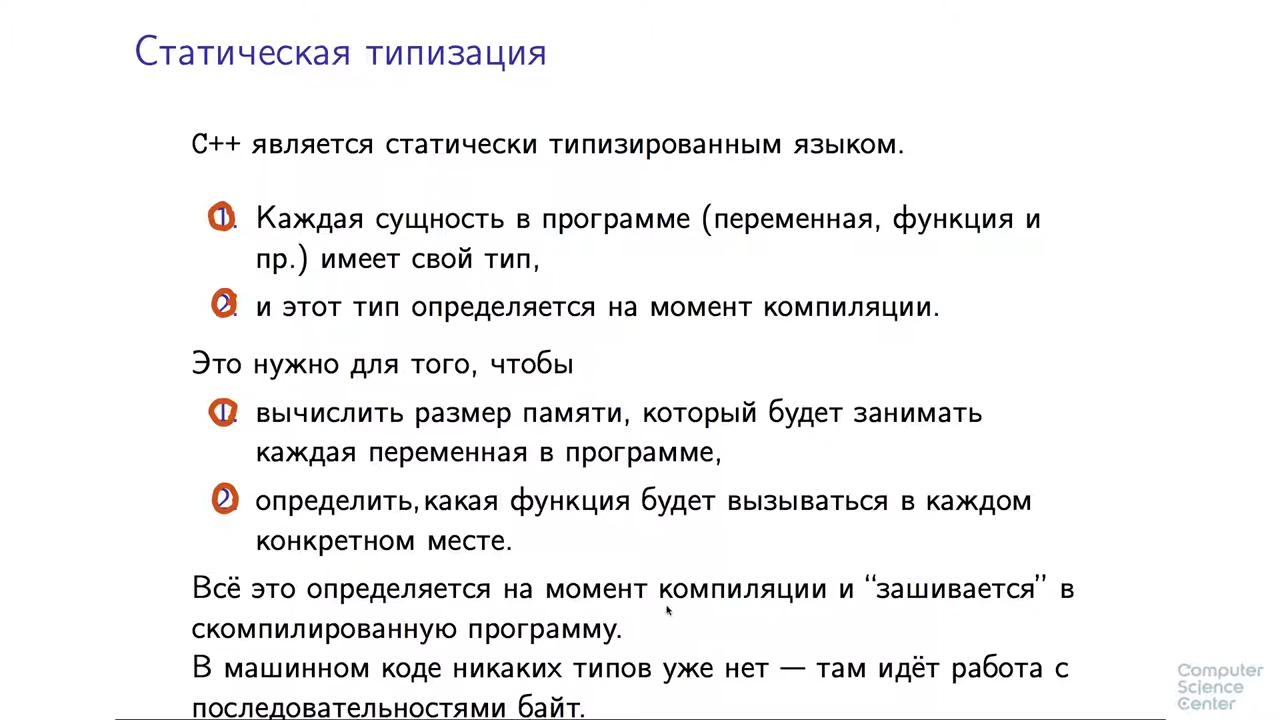 Статическая типизация
C++ является статически типизированным языком.
1. Каждая сущность в программе (переменная, функция и
пр.) имеет свой тип,
2. и этот тип определяется на момент компиляции.
Это нужно для того, чтобы
1. вычислить размер памяти, который будет занимать
каждая переменная в программе,
2. определить, какая функция будет вызываться в каждом
конкретном месте.
Всё это определяется на момент компиляции и “зашивается” в
скомпилированную программу.
В машинном коде никаких типов уже нет — там идёт работа с
последовательностями байт.
Computer
Science
Center